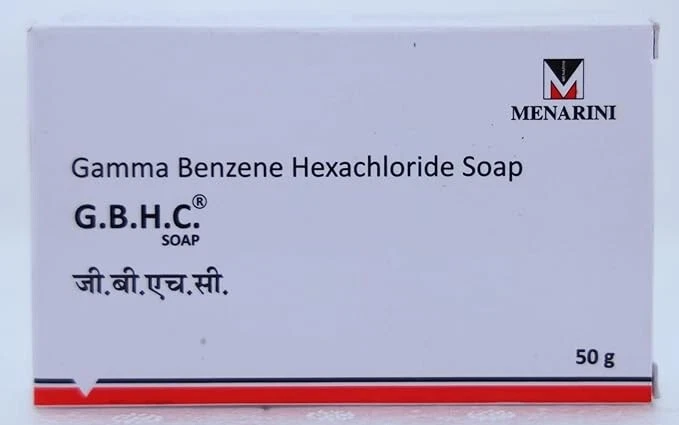 MENARINI
Gamma Benzene Hexachloride Soap
G.B.H.C.®
SOAP
जी.बी.एच.सी.
50 g